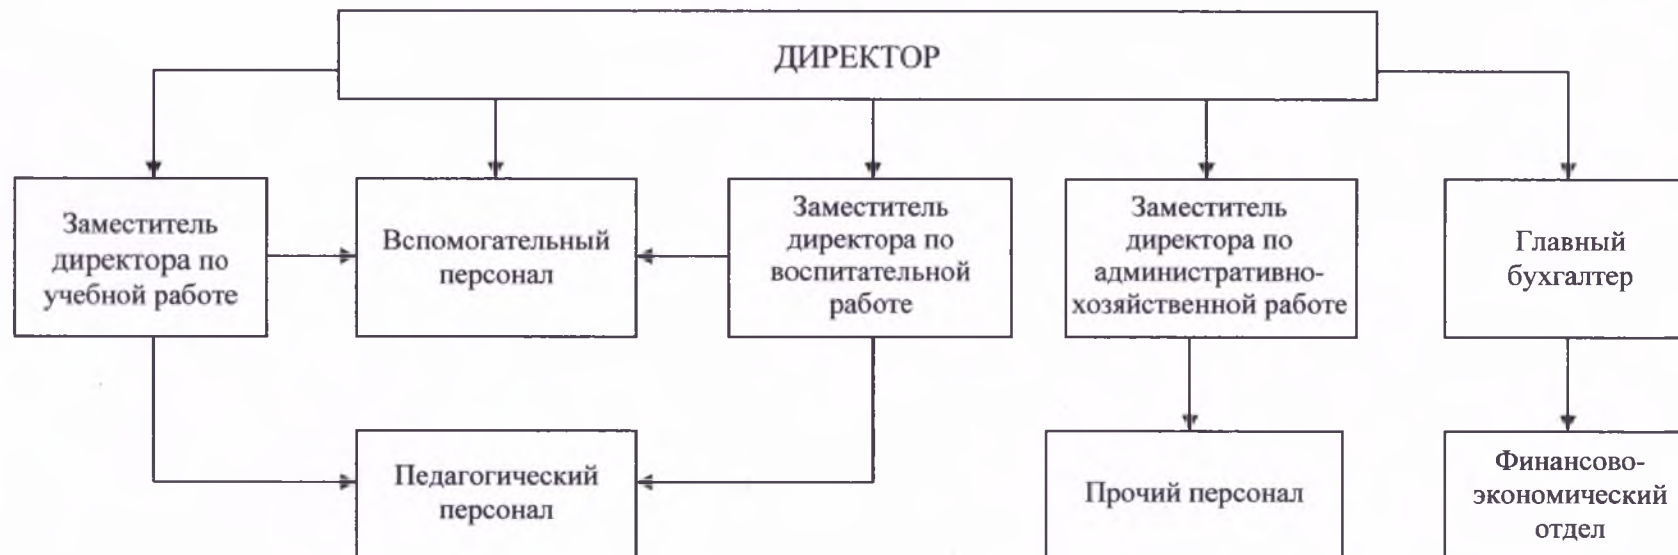 ДИРЕКТОР
Заместитель
директора по
учебной работе
Вспомогательный
персонал
Заместитель
директора по
воспитательной
работе
Заместитель
директора по
административно-
хозяйственной работе
Главный
бухгалтер
Педагогический
персонал
Прочий персонал
Финансово-
экономический
отдел